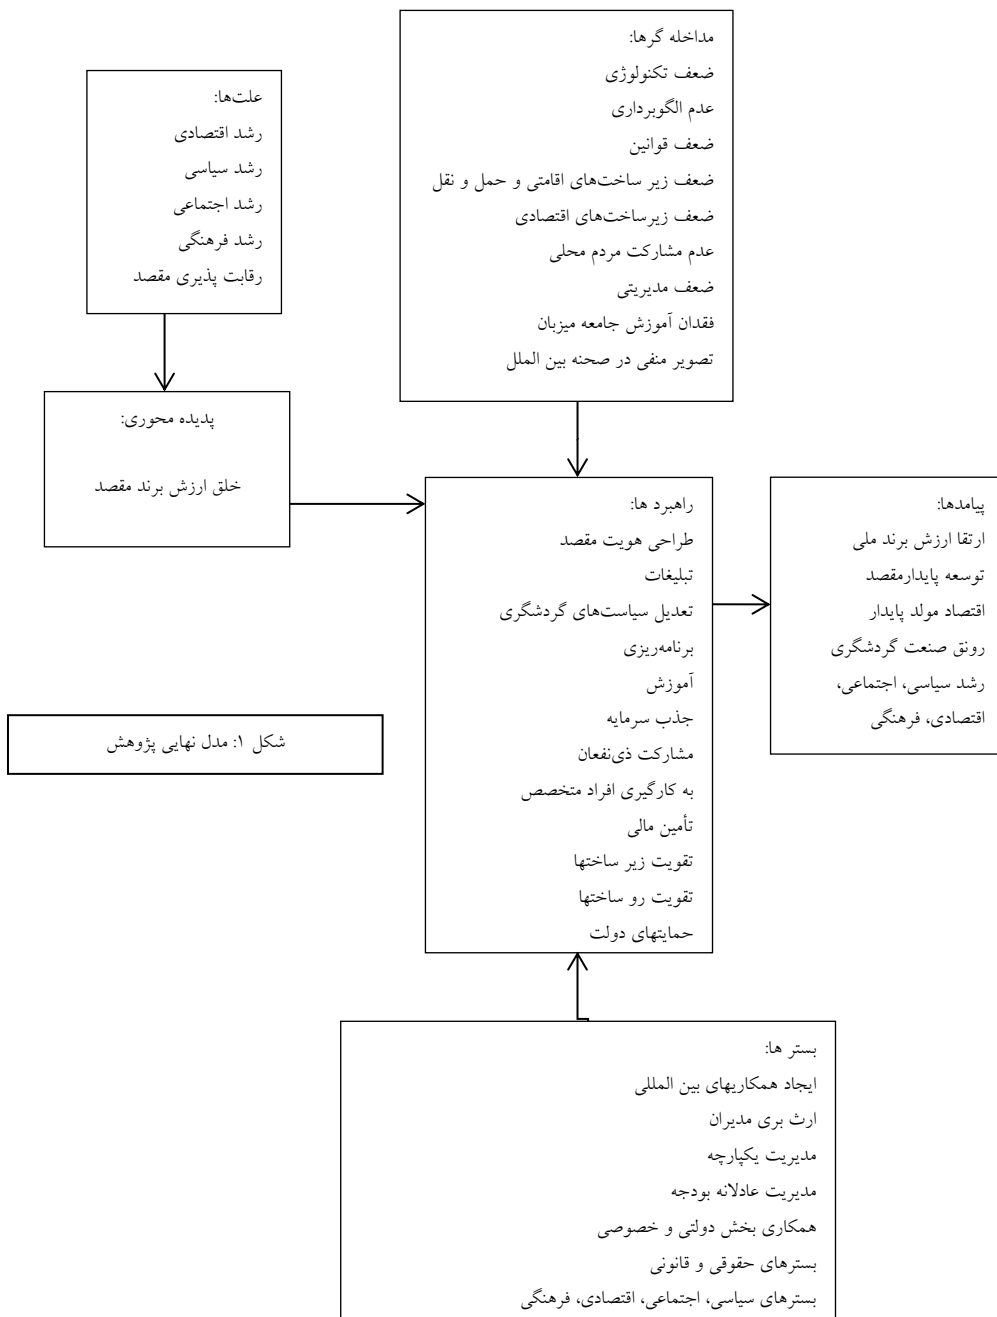 مداخله گرها:
ضعف تکنولوژی
عدم الگوبرداری
ضعف قوانین
ضعف زیر ساخت‌های اقامتی و حمل و نقل
ضعف زیرساخت‌های اقتصادی
عدم مشارکت مردم محلی
ضعف مدیریتی
فقدان آموزش جامعه میزبان
تصویر منفی در صحنه بین الملل
علت‌ها:
رشد اقتصادی
رشد سیاسی
رشد اجتماعی
رشد فرهنگی
رقابت پذیری مقصد
پدیده محوری:
خلق ارزش برند مقصد
راهبرد ها:
طراحی هویت مقصد
تبلیغات
تعدیل سیاست‌های گردشگری
برنامه‌ریزی
آموزش
جذب سرمایه
مشارکت ذی‌نفعان
به کارگیری افراد متخصص
تأمین مالی
تقویت زیر ساختها
تقویت رو ساختها
حمایتهای دولت
پیامدها:
ارتقا ارزش برند ملی
توسعه پایدارمقصد
اقتصاد مولد پایدار
رونق صنعت گردشگری
رشد سیاسی، اجتماعی،
اقتصادی، فرهنگی
شکل ۱: مدل نهایی پژوهش
بستر ها:
ایجاد همکاریهای بین المللی
ارث بری مدیران
مدیریت یکپارچه
مدیریت عادلانه بودجه
همکاری بخش دولتی و خصوصی
بسترهای حقوقی و قانونی
بسترهای سیاسی، اجتماعی، اقتصادی، فرهنگی